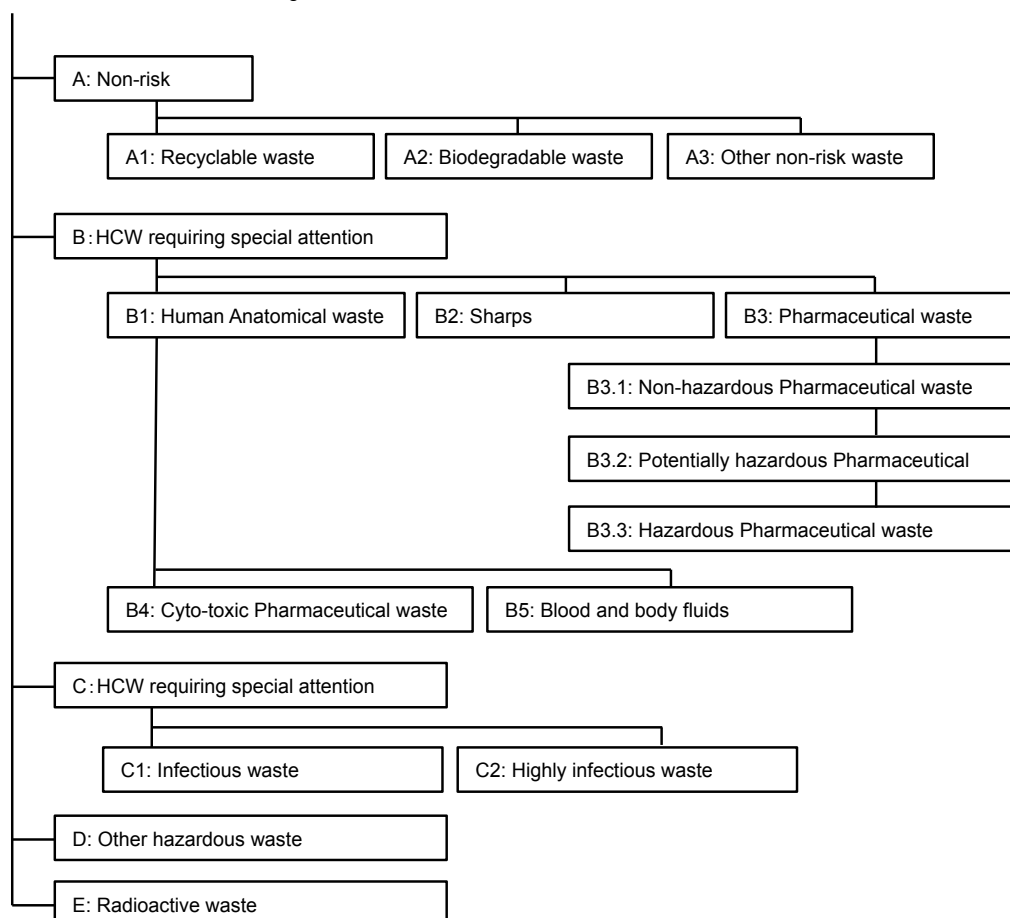 A: Non-risk
A1: Recyclable waste
A2: Biodegradable waste
A3: Other non-risk waste
B:HCW requiring special attention
B1: Human Anatomical waste
B2: Sharps
B3: Pharmaceutical waste
B3.1: Non-hazardous Pharmaceutical waste
B3.2: Potentially hazardous Pharmaceutical
B3.3: Hazardous Pharmaceutical waste
B4: Cyto-toxic Pharmaceutical waste
B5: Blood and body fluids
C:HCW requiring special attention
C1: Infectious waste
C2: Highly infectious waste
D: Other hazardous waste
E: Radioactive waste